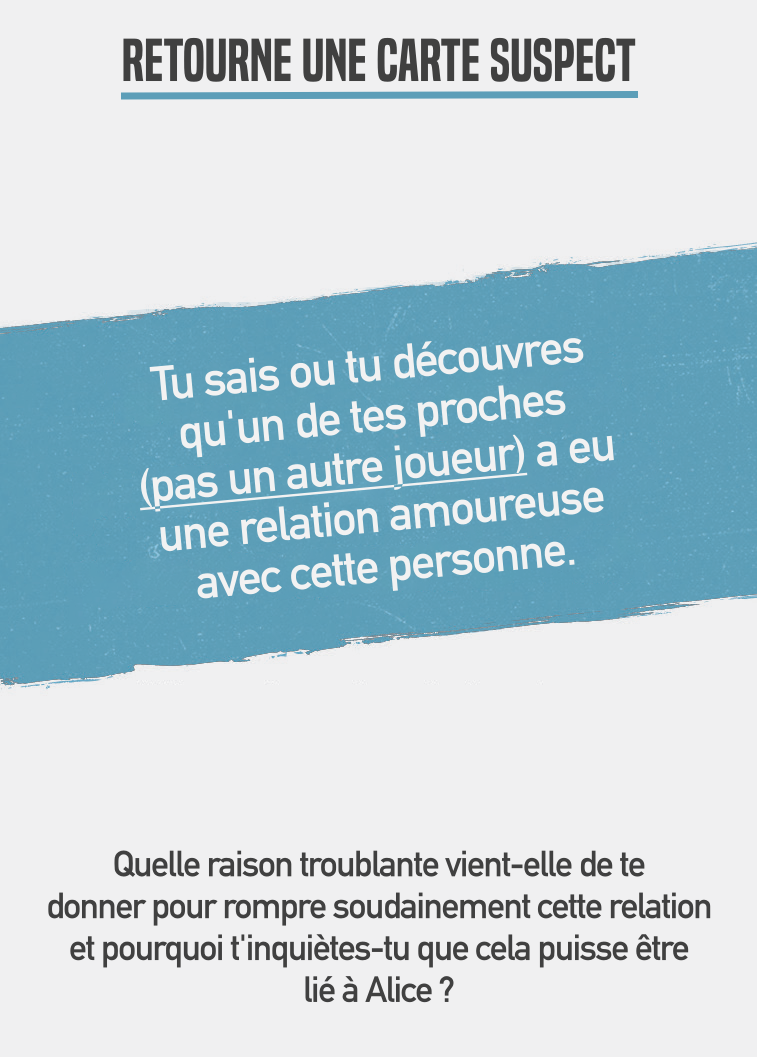 RETOURNE UNE CARTE SUSPECT
Tu sais ou tu découvres
qu'un de tes proches
(pas un autre joueur) a eu
une relation amoureuse
avec cette personne.
Quelle raison troublante vient-elle de te
donner pour rompre soudainement cette relation
et pourquoi t'inquiètes-tu que cela puisse être
lié à Alice ?